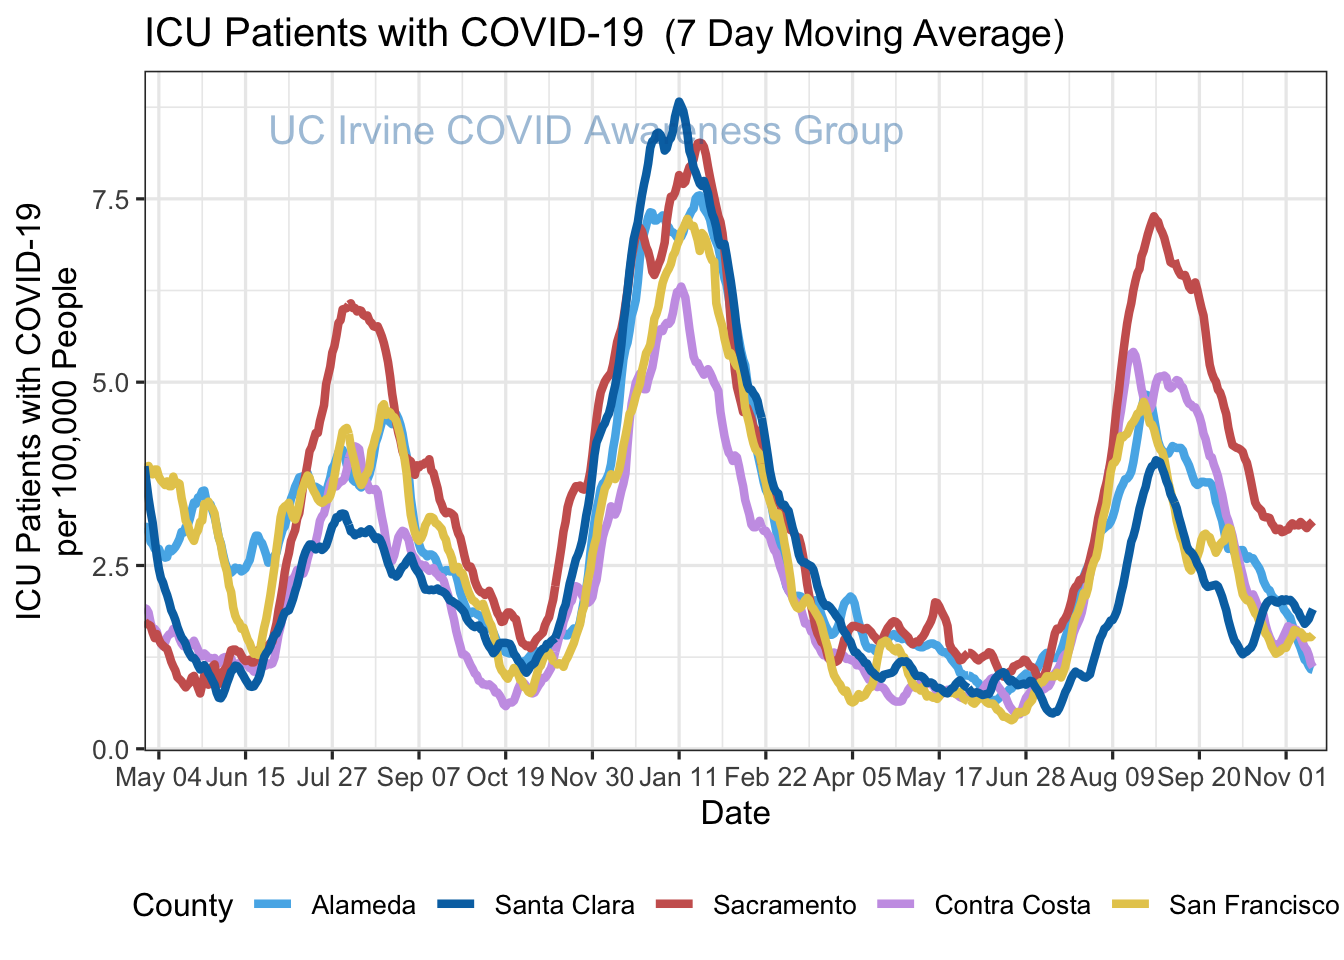 ICU Patients with COVID-19 (7 Day Moving Average)
UC Irvine COVID Awareness Group
ICU Patients with COVID-19
per 100,000 People
7.5
5.0
2.5
0.0
May 04 Jun 15 Jul 27 Sep 07 Oct 19 Nov 30 Jan 11 Feb 22 Apr 05 May 17 Jun 28 Aug 09 Sep 20 Nov 01
Date
County Alameda Santa Clara Sacramento Contra Costa San Francisco